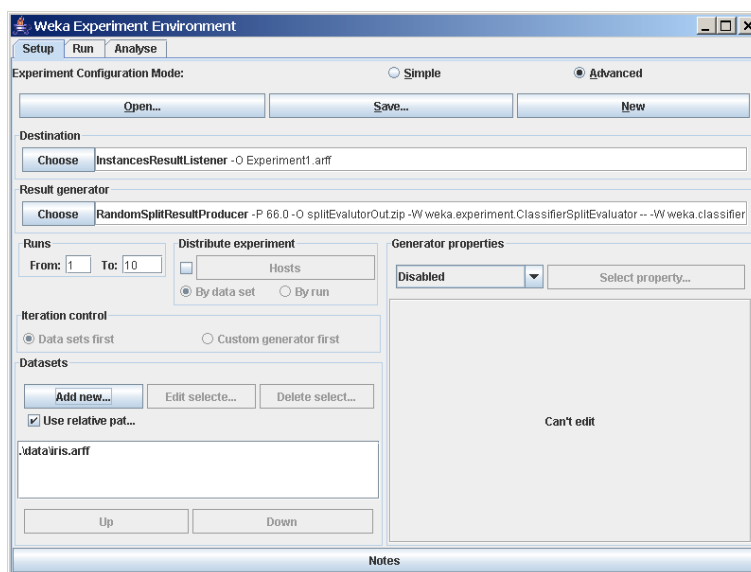 Weka Experiment Environment
Setup Run Analyse
Experiment Configuration Mode: Simple Advanced
Open... Save... New
Destination
Choose InstancesResultListener -O Experiment1.arff
Result generator
Choose RandomSplitResultProducer -P 66.0 -O splitEvalutorOut.zip -W weka.experiment.ClassifierSplitEvaluator -- -W weka.classifier
Runs Distribute experiment Generator properties
From: 1 To: 10 Hosts Disabled Select property...
By data set By run
Iteration control
Data sets first Custom generator first
Datasets
Add new... Edit selecte... Delete select...
Use relative pat... Can't edit
.\data\iris.arff
Up Down
Notes